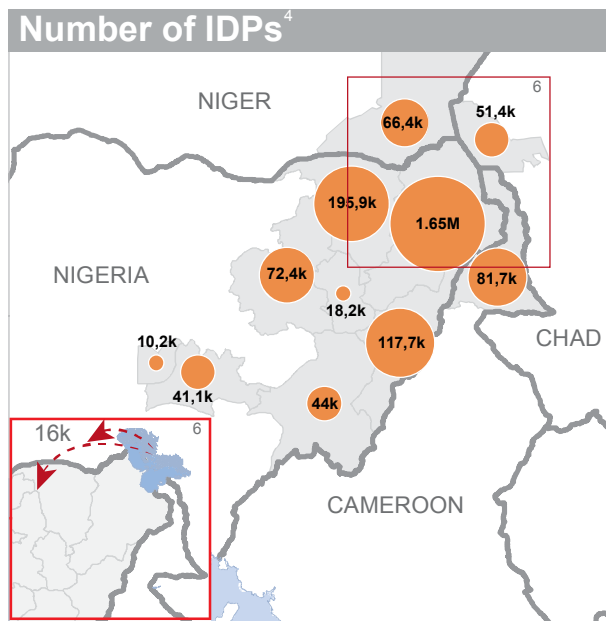 Number of IDPs4
NIGER
6
66,4k
51,4k
195,9k
1.65M
NIGERIA
72,4k
81,7k
18,2k
10,2k
117,7k
CHAD
41,1k
44k
16k
6
CAMEROON